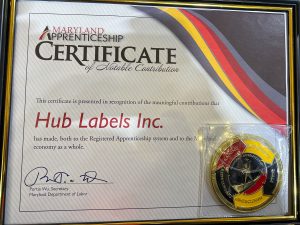 MARYLAND
APPRENTICESHIP
CERTIFICATE
of Notable Contribution
This certificate is presented in recognition of the meaningful contributions that
Hub Labels Inc.
has made, both to the Registered Apprenticeship system and to the
economy as a whole.
Portia Wu, Secretary
Maryland Department of Labor